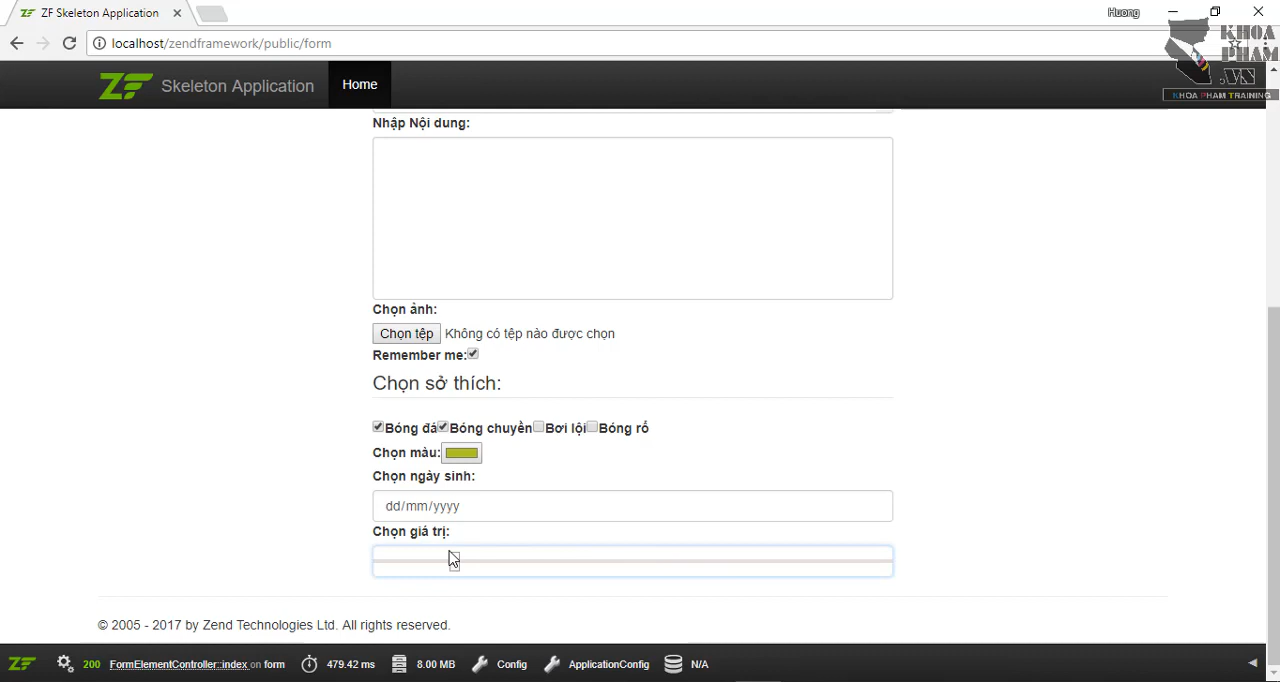 ZF Skeleton Application
Huong
localhost/zendframework/public/form
KHOA
PHẠM
.VN
KHOA PHAM TRAINING
Skeleton Application Home
Nhập Nội dung:
Chọn ảnh:
Chọn tệp Không có tệp nào được chọn
Remember me:
Chọn sở thích:
Bóng đá Bóng chuyền Bơi lội Bóng rổ
Chọn màu:
Chọn ngày sinh:
dd/mm/yyyy
Chọn giá trị:
© 2005 - 2017 by Zend Technologies Ltd. All rights reserved.
200 FormElementController::index on form 479.42 ms 8.00 MB Config ApplicationConfig N/A